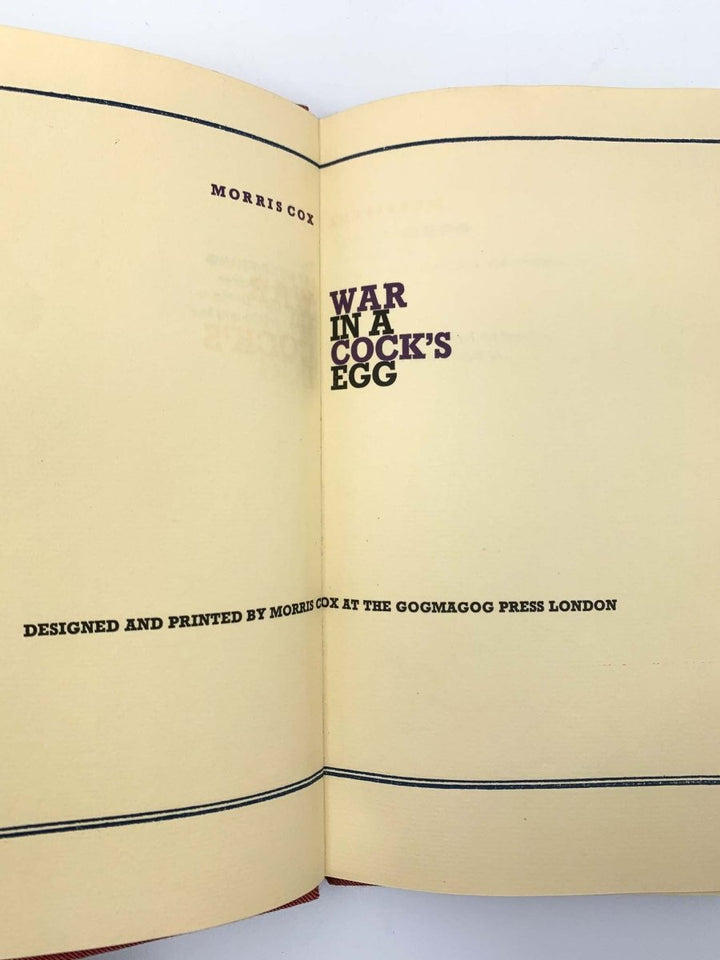 MORRIS COX
WAR
IN A
COCK'S
EGG
DESIGNED AND PRINTED BY MORRIS COX AT THE GOGMAGOG PRESS LONDON